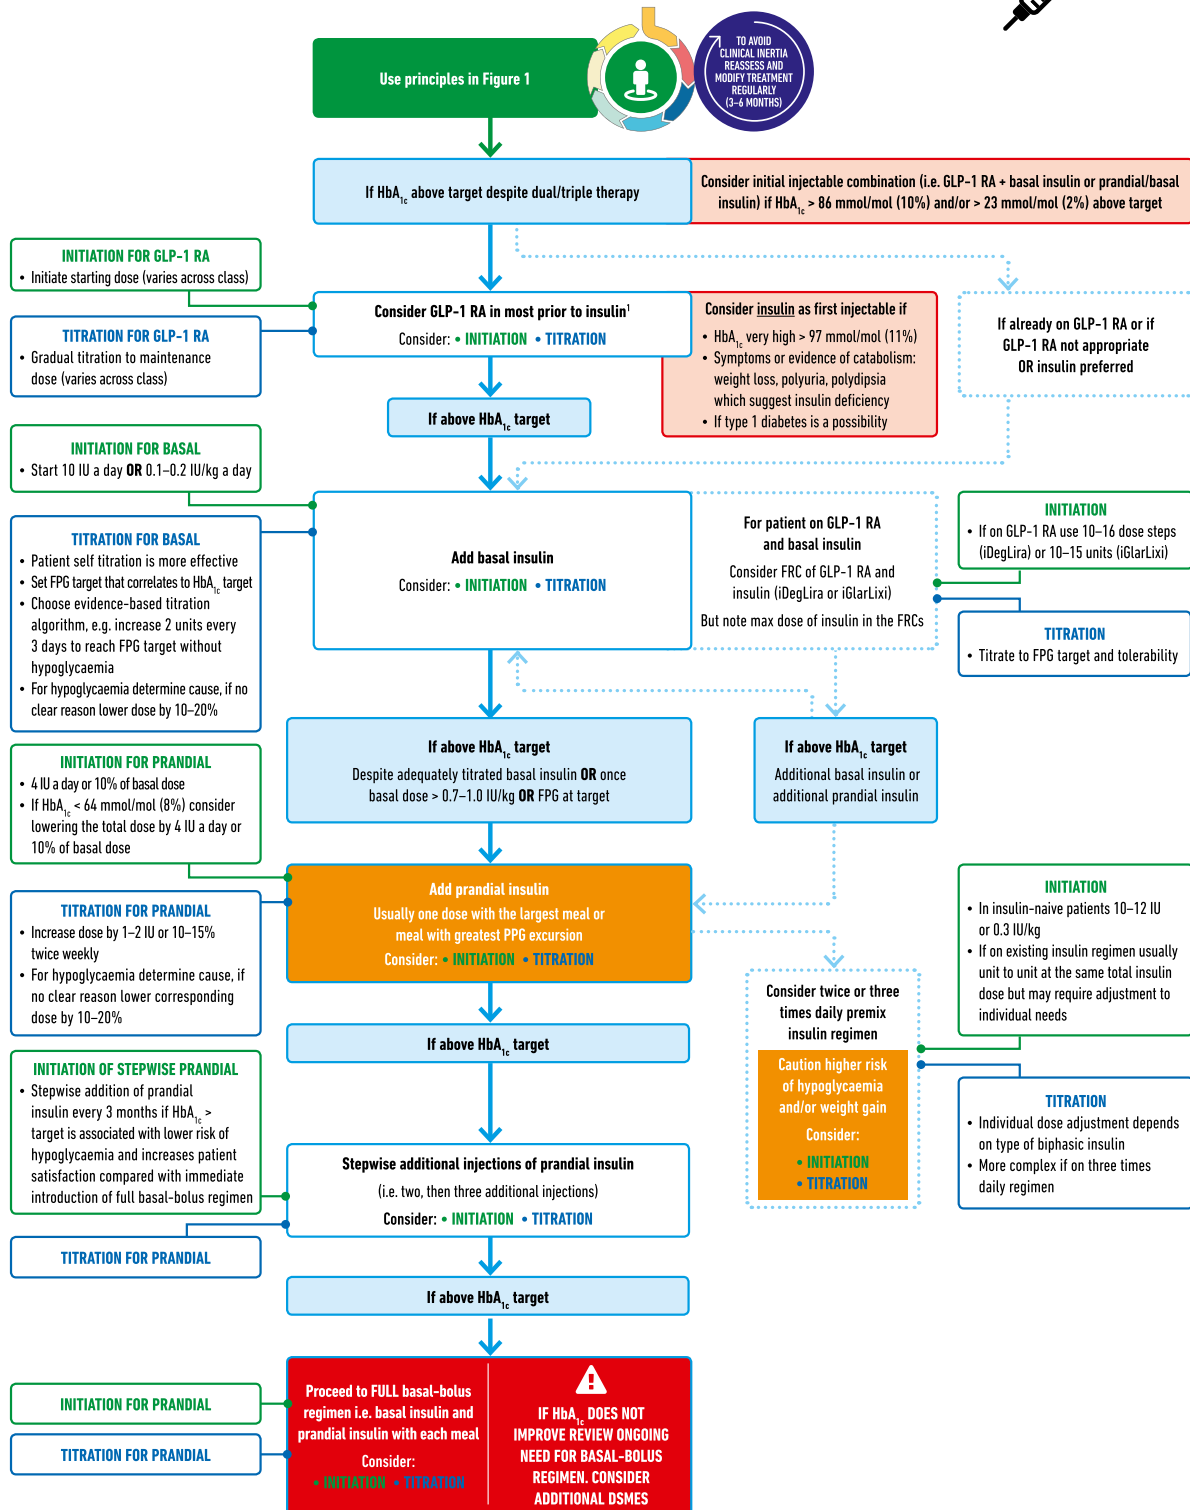 Use principles in Figure 1
TO AVOID
CLINICAL INERTIA
REASSESS AND
MODIFY TREATMENT
REGULARLY
(3–6 MONTHS)
If HbA1c above target despite dual/triple therapy
Consider initial injectable combination (i.e. GLP-1 RA + basal insulin or prandial/basal
insulin) if HbA1c > 86 mmol/mol (10%) and/or > 23 mmol/mol (2%) above target
INITIATION FOR GLP-1 RA
• Initiate starting dose (varies across class)
TITRATION FOR GLP-1 RA
• Gradual titration to maintenance
dose (varies across class)
Consider GLP-1 RA in most prior to insulin1
Consider: • INITIATION • TITRATION
Consider insulin as first injectable if
• HbA1c very high > 97 mmol/mol (11%)
• Symptoms or evidence of catabolism:
weight loss, polyuria, polydipsia
which suggest insulin deficiency
• If type 1 diabetes is a possibility
If already on GLP-1 RA or if
GLP-1 RA not appropriate
OR insulin preferred
If above HbA1c target
INITIATION FOR BASAL
• Start 10 IU a day OR 0.1–0.2 IU/kg a day
TITRATION FOR BASAL
• Patient self titration is more effective
• Set FPG target that correlates to HbA1c target
• Choose evidence-based titration
algorithm, e.g. increase 2 units every
3 days to reach FPG target without
hypoglycaemia
• For hypoglycaemia determine cause, if no
clear reason lower dose by 10–20%
Add basal insulin
Consider: • INITIATION • TITRATION
For patient on GLP-1 RA
and basal insulin
Consider FRC of GLP-1 RA and
insulin (iDegLira or iGlarLixi)
But note max dose of insulin in the FRCs
INITIATION
• If on GLP-1 RA use 10–16 dose steps
(iDegLira) or 10–15 units (iGlarLixi)
TITRATION
• Titrate to FPG target and tolerability
If above HbA1c target
Despite adequately titrated basal insulin OR once
basal dose > 0.7–1.0 IU/kg OR FPG at target
If above HbA1c target
Additional basal insulin or
additional prandial insulin
INITIATION FOR PRANDIAL
• 4 IU a day or 10% of basal dose
• If HbA1c < 64 mmol/mol (8%) consider
lowering the total dose by 4 IU a day or
10% of basal dose
TITRATION FOR PRANDIAL
• Increase dose by 1–2 IU or 10–15%
twice weekly
• For hypoglycaemia determine cause, if
no clear reason lower corresponding
dose by 10–20%
Add prandial insulin
Usually one dose with the largest meal or
meal with greatest PPG excursion
Consider: • INITIATION • TITRATION
Consider twice or three
times daily premix
insulin regimen
Caution higher risk
of hypoglycaemia
and/or weight gain
Consider:
• INITIATION
• TITRATION
INITIATION
• In insulin-naive patients 10–12 IU
or 0.3 IU/kg
• If on existing insulin regimen usually
unit to unit at the same total insulin
dose but may require adjustment to
individual needs
TITRATION
• Individual dose adjustment depends
on type of biphasic insulin
• More complex if on three times
daily regimen
If above HbA1c target
INITIATION OF STEPWISE PRANDIAL
• Stepwise addition of prandial
insulin every 3 months if HbA1c >
target is associated with lower risk of
hypoglycaemia and increases patient
satisfaction compared with immediate
introduction of full basal-bolus regimen
TITRATION FOR PRANDIAL
Stepwise additional injections of prandial insulin
(i.e. two, then three additional injections)
Consider: • INITIATION • TITRATION
If above HbA1c target
INITIATION FOR PRANDIAL
TITRATION FOR PRANDIAL
Proceed to FULL basal-bolus
regimen i.e. basal insulin and
prandial insulin with each meal
Consider:
• INITIATION • TITRATION
IF HbA1c DOES NOT
IMPROVE REVIEW ONGOING
NEED FOR BASAL-BOLUS
REGIMEN. CONSIDER
ADDITIONAL DSMES